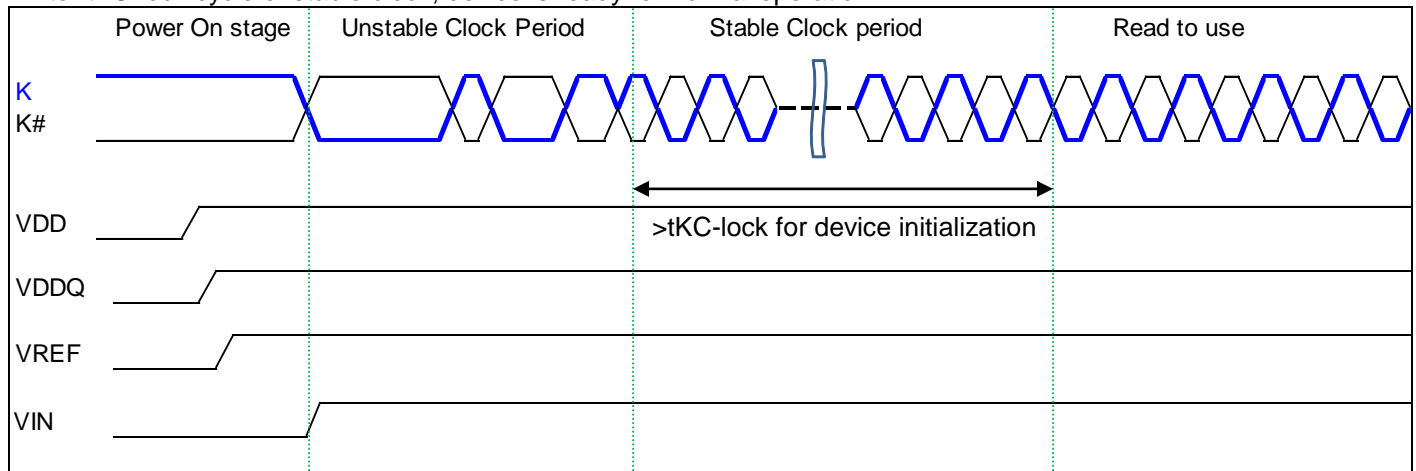 Power On stage Unstable Clock Period Stable Clock period Read to use
K
K#
>tKC-lock for device initialization
VDD
VDDQ
VREF
VIN